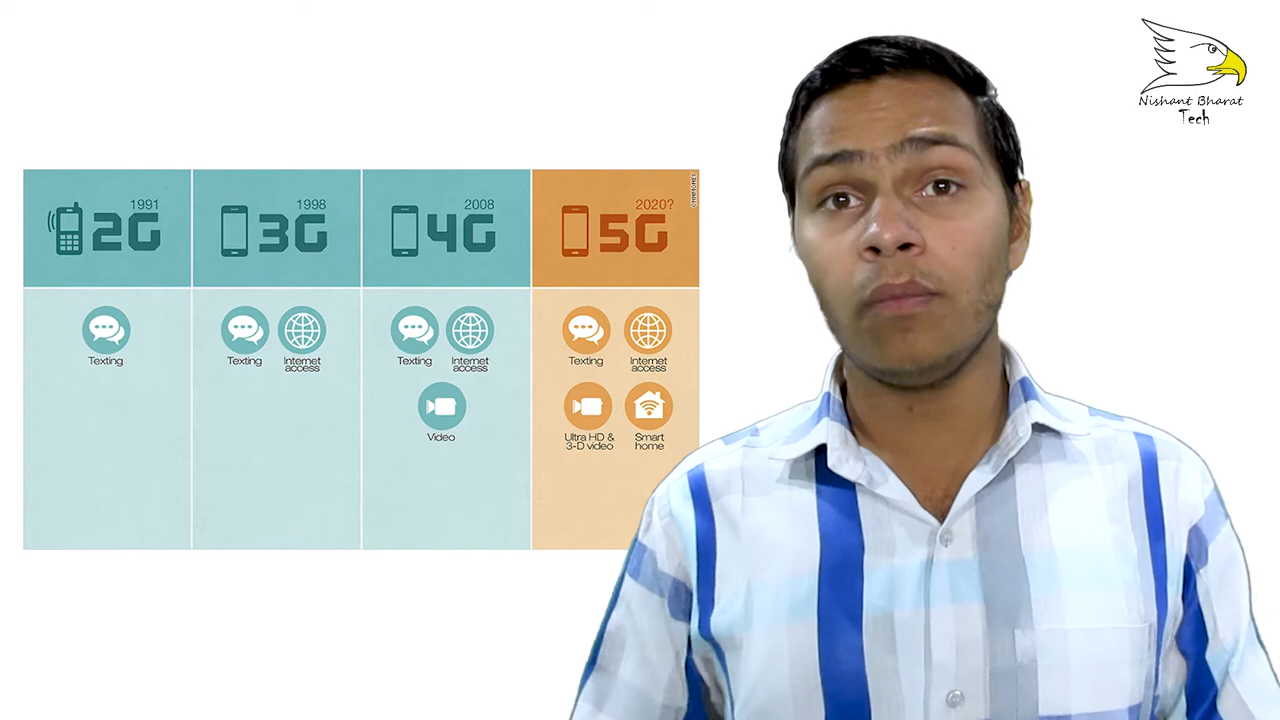 Nishant Bharat
Tech
1991
2G
1998
3G
2008
4G
2020?
5G
Texting
Texting
Internet
access
Texting
Internet
access
Video
Texting
Internet
access
Ultra HD &
3-D video
Smart
home